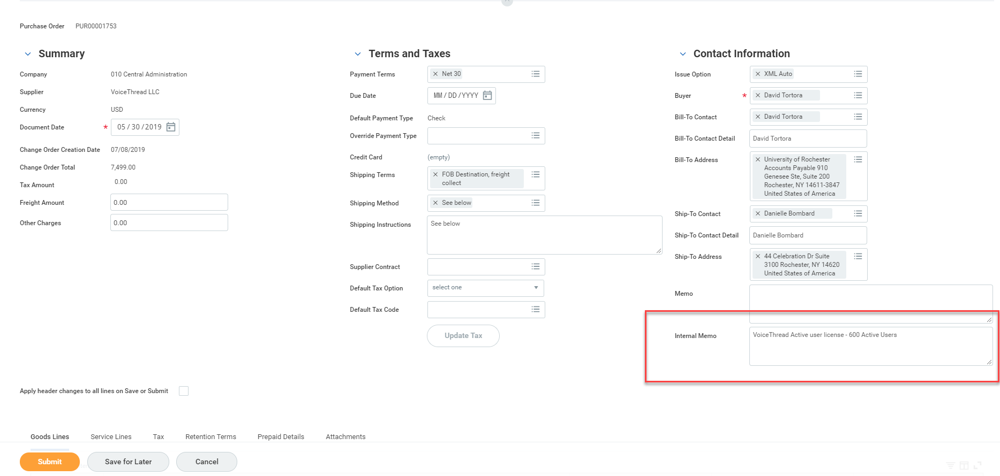 Purchase Order PUR00001753
Summary
Company 010 Central Administration
Supplier VoiceThread LLC
Currency USD
Document Date * 05 / 30 / 2019
Change Order Creation Date 07/08/2019
Change Order Total 7,499.00
Tax Amount 0.00
Freight Amount 0.00
Other Charges 0.00
Terms and Taxes
Payment Terms × Net 30
Due Date MM / DD / YYYY
Default Payment Type Check
Override Payment Type
Credit Card (empty)
Shipping Terms × FOB Destination, freight
collect
Shipping Method × See below
Shipping Instructions See below
Supplier Contract
Default Tax Option select one
Default Tax Code
Update Tax
Contact Information
Issue Option × XML Auto
Buyer * × David Tortora
Bill-To Contact × David Tortora
Bill-To Contact Detail David Tortora
Bill-To Address × University of Rochester
Accounts Payable 910
Genesee Ste, Suite 200
Rochester, NY 14611-3847
United States of America
Ship-To Contact × Danielle Bombard
Ship-To Contact Detail Danielle Bombard
Ship-To Address × 44 Celebration Dr Suite
3100 Rochester, NY 14620
United States of America
Memo
Internal Memo VoiceThread Active user license - 600 Active Users
Apply header changes to all lines on Save or Submit
Goods Lines Service Lines Tax Retention Terms Prepaid Details Attachments
Submit Save for Later Cancel